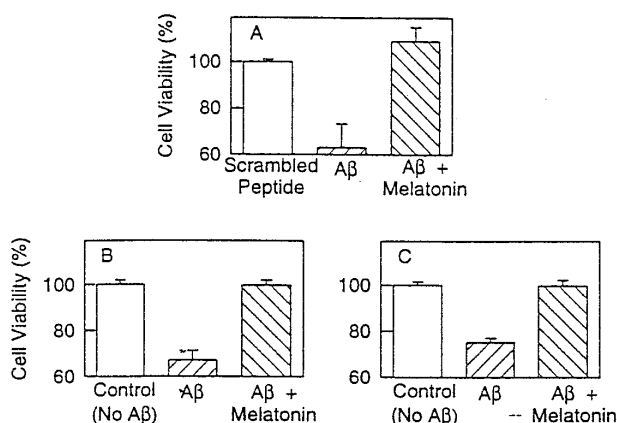 A
Cell Viability (%)
100
80
60
Scrambled Peptide
Aβ
Aβ + Melatonin
B
Cell Viability (%)
100
80
60
Control (No Aβ)
Aβ
Aβ + Melatonin
C
100
80
60
Control (No Aβ)
Aβ
Aβ + Melatonin